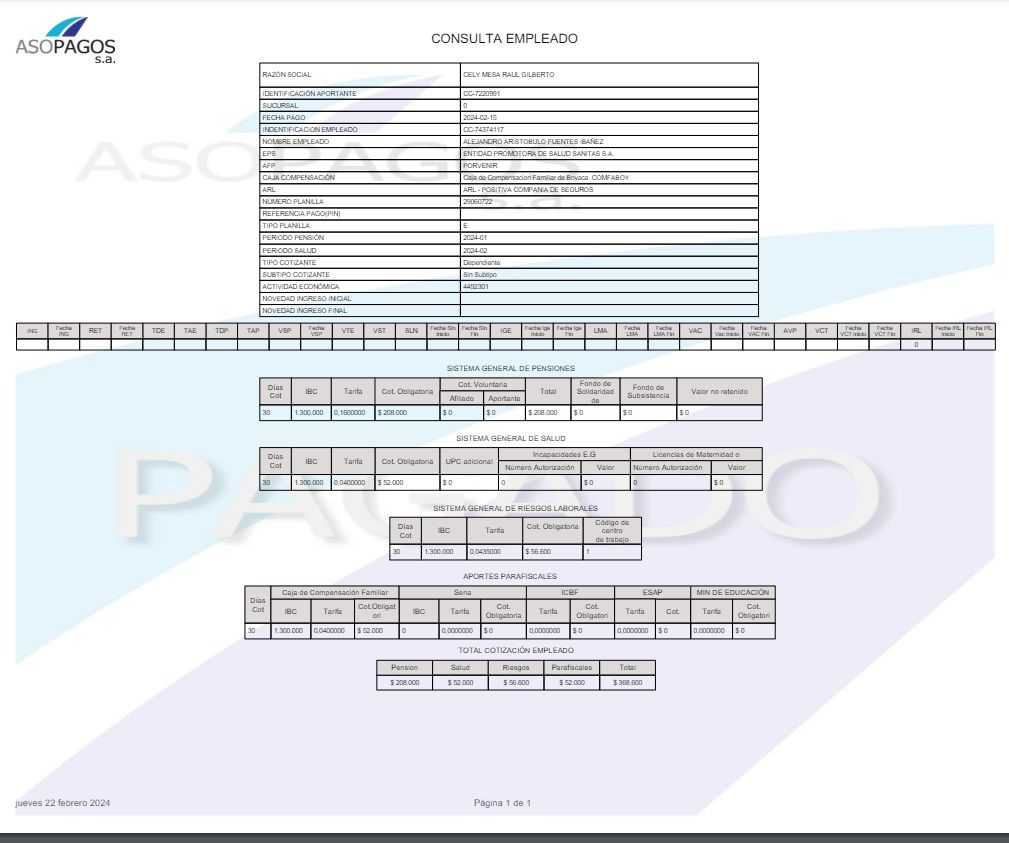 ASOPAGOS
s.a.
CONSULTA EMPLEADO
RAZÓN SOCIAL CELY MESA RAUL GILBERTO
IDENTIFICACIÓN APORTANTE CC-7220991
SUCURSAL 0
FECHA PAGO 2024-02-15
INDENTIFICACION EMPLEADO CC-74374117
NOMBRE EMPLEADO ALEJANDRO ARISTOBULO FUENTES IBAÑEZ
EPS ENTIDAD PROMOTORA DE SALUD SANITAS S.A.
AFP PORVENIR
CAJA COMPENSACIÓN Caja de Compensacion Familiar de Boyaca COMFABOY
ARL ARL - POSITIVA COMPANIA DE SEGUROS
NÚMERO PLANILLA 29060722
REFERENCIA PAGO(PIN)
TIPO PLANILLA E
PERIODO PENSIÓN 2024-01
PERIODO SALUD 2024-02
TIPO COTIZANTE Dependiente
SUBTIPO COTIZANTE Sin Subtipo
ACTIVIDAD ECONÓMICA 4492301
NOVEDAD INGRESO INICIAL
NOVEDAD INGRESO FINAL
ASOPAGOS
s.a.
ING Fecha ING RET Fecha RET TDE TAE TDP TAP VSP Fecha VSP VTE VST SLN Fecha Sln Inicio Fecha Sln Fin IGE Fecha Ige Inicio Fecha Ige Fin LMA Fecha LMA Fecha LMA Fin VAC Fecha Vac Inicio Fecha VAC Fin AVP VCT Fecha VCT Inicio Fecha VCT Fin IRL Fecha IRL Inicio Fecha IRL Fin
0
SISTEMA GENERAL DE PENSIONES
Días Cot IBC Tarifa Cot. Obligatoria Cot. Voluntaria Total Fondo de Solidaridad de Fondo de Subsistencia Valor no retenido
Afiliado Aportante
30 1.300.000 0,1600000 $ 208.000 $ 0 $ 0 $ 208.000 $ 0 $ 0 $ 0
SISTEMA GENERAL DE SALUD
Días Cot IBC Tarifa Cot. Obligatoria UPC adicional Incapacidades E.G Licencias de Maternidad o
Número Autorización Valor Número Autorización Valor
30 1.300.000 0.0400000 $ 52.000 $ 0 0 $ 0 0 $ 0
PAGADO
SISTEMA GENERAL DE RIESGOS LABORALES
Días Cot IBC Tarifa Cot. Obligatoria Código de centro de trabajo
30 1.300.000 0,0435000 $ 56.600 1
APORTES PARAFISCALES
Días Cot Caja de Compensación Familiar Sena ICBF ESAP MIN DE EDUCACIÓN
IBC Tarifa Cot.Obligat ori IBC Tarifa Cot. Obligatoria Tarifa Cot. Obligatori Tarifa Cot. Tarifa Cot. Obligatori
30 1.300.000 0,0400000 $ 52.000 0 0,0000000 $ 0 0,0000000 $ 0 0,0000000 $ 0 0,0000000 $ 0
TOTAL COTIZACIÓN EMPLEADO
Pension Salud Riesgos Parafiscales Total
$ 208.000 $ 52.000 $ 56.600 $ 52.000 $ 368.600
jueves 22 febrero 2024
Página 1 de 1